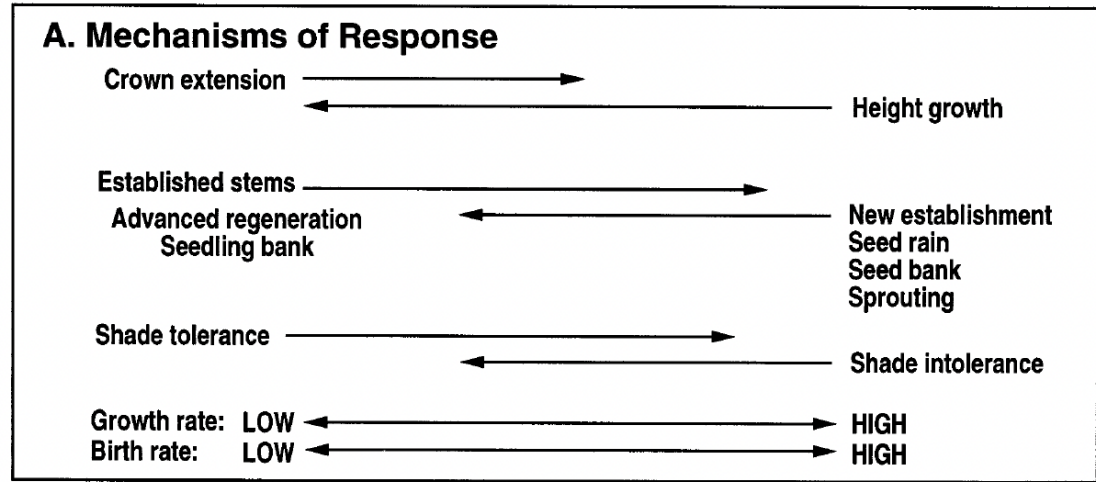 A. Mechanisms of Response
Crown extension
Height growth
Established stems
Advanced regeneration
New establishment
Seedling bank
Seed rain
Seed bank
Sprouting
Shade tolerance
Shade intolerance
Growth rate: LOW HIGH
Birth rate: LOW HIGH